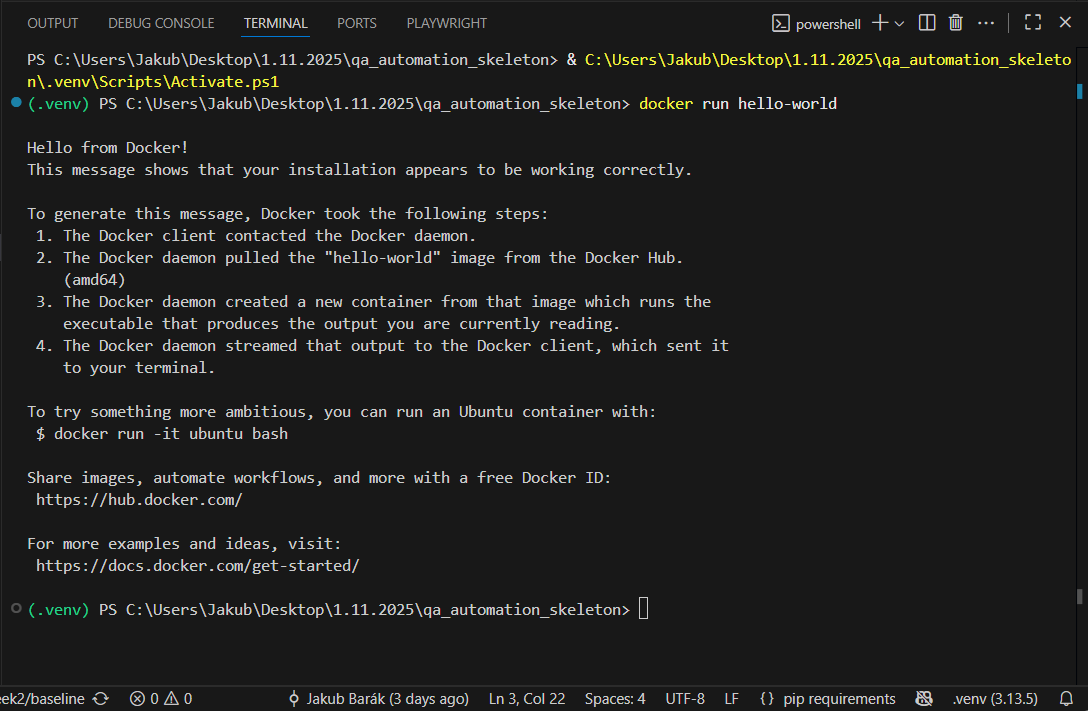 OUTPUT DEBUG CONSOLE TERMINAL PORTS PLAYWRIGHT powershell
PS C:\Users\Jakub\Desktop\1.11.2025\qa_automation_skeleton> & C:\Users\Jakub\Desktop\1.11.2025\qa_automation_skeleto
n\.venv\Scripts\Activate.ps1
(.venv) PS C:\Users\Jakub\Desktop\1.11.2025\qa_automation_skeleton> docker run hello-world
Hello from Docker!
This message shows that your installation appears to be working correctly.
To generate this message, Docker took the following steps:
1. The Docker client contacted the Docker daemon.
2. The Docker daemon pulled the "hello-world" image from the Docker Hub.
(amd64)
3. The Docker daemon created a new container from that image which runs the
executable that produces the output you are currently reading.
4. The Docker daemon streamed that output to the Docker client, which sent it
to your terminal.
To try something more ambitious, you can run an Ubuntu container with:
$ docker run -it ubuntu bash
Share images, automate workflows, and more with a free Docker ID:
https://hub.docker.com/
For more examples and ideas, visit:
https://docs.docker.com/get-started/
(.venv) PS C:\Users\Jakub\Desktop\1.11.2025\qa_automation_skeleton>
eek2/baseline 0 0 Jakub Barák (3 days ago) Ln 3, Col 22 Spaces: 4 UTF-8 LF {} pip requirements .venv (3.13.5)